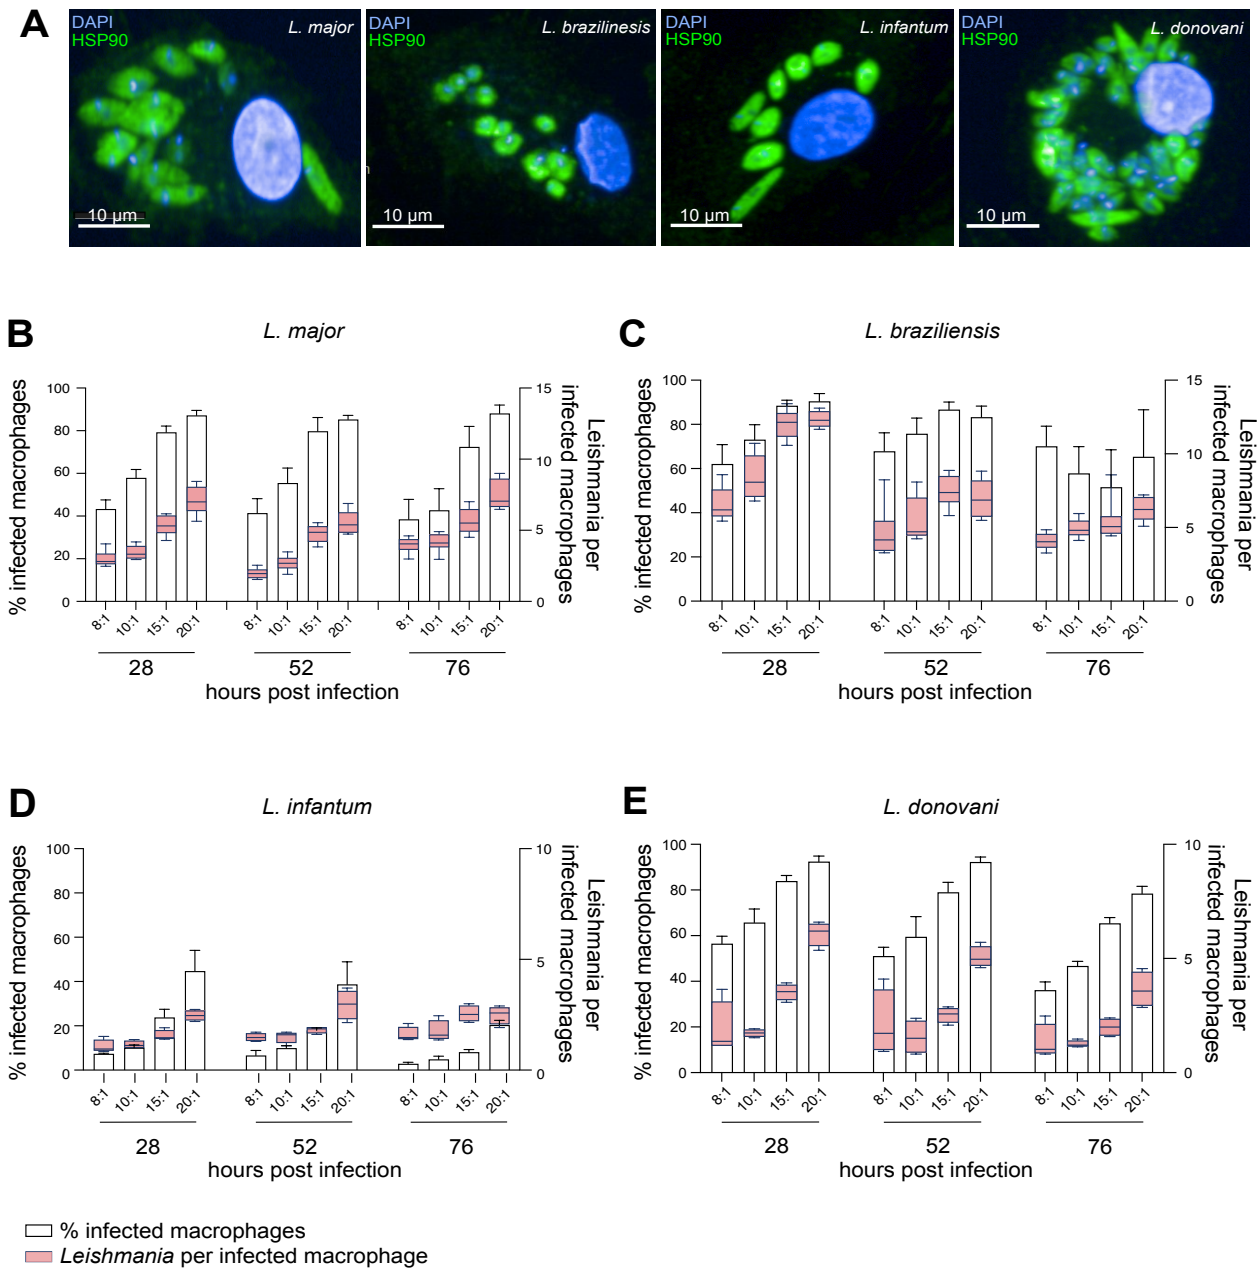 A
DAPI
HSP90
L. major
10 µm
DAPI
HSP90
L. brazilinesis
10 µm
DAPI
HSP90
L. infantum
10 µm
DAPI
HSP90
L. donovani
10 µm
B
L. major
% infected macrophages
100
80
60
40
20
0
15
10
5
0
Leishmania per
infected macrophages
8:1 10:1 15:1 20:1 8:1 10:1 15:1 20:1 8:1 10:1 15:1 20:1
28 52 76
hours post infection
C
L. braziliensis
% infected macrophages
100
80
60
40
20
0
15
10
5
0
Leishmania per
infected macrophages
8:1 10:1 15:1 20:1 8:1 10:1 15:1 20:1 8:1 10:1 15:1 20:1
28 52 76
hours post infection
D
L. infantum
% infected macrophages
100
80
60
40
20
0
10
5
0
Leishmania per
infected macrophages
8:1 10:1 15:1 20:1 8:1 10:1 15:1 20:1 8:1 10:1 15:1 20:1
28 52 76
hours post infection
E
L. donovani
% infected macrophages
100
80
60
40
20
0
10
5
0
Leishmania per
infected macrophages
8:1 10:1 15:1 20:1 8:1 10:1 15:1 20:1 8:1 10:1 15:1 20:1
28 52 76
hours post infection
% infected macrophages
Leishmania per infected macrophage